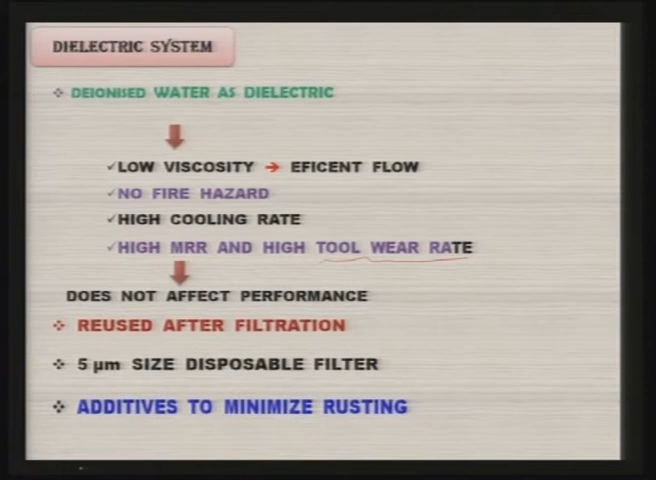 DIELECTRIC SYSTEM
❖ DEIONISED WATER AS DIELECTRIC
✓LOW VISCOSITY → EFICENT FLOW
✓NO FIRE HAZARD
✓HIGH COOLING RATE
✓HIGH MRR AND HIGH TOOL WEAR RATE
DOES NOT AFFECT PERFORMANCE
❖ REUSED AFTER FILTRATION
❖ 5 µm SIZE DISPOSABLE FILTER
❖ ADDITIVES TO MINIMIZE RUSTING